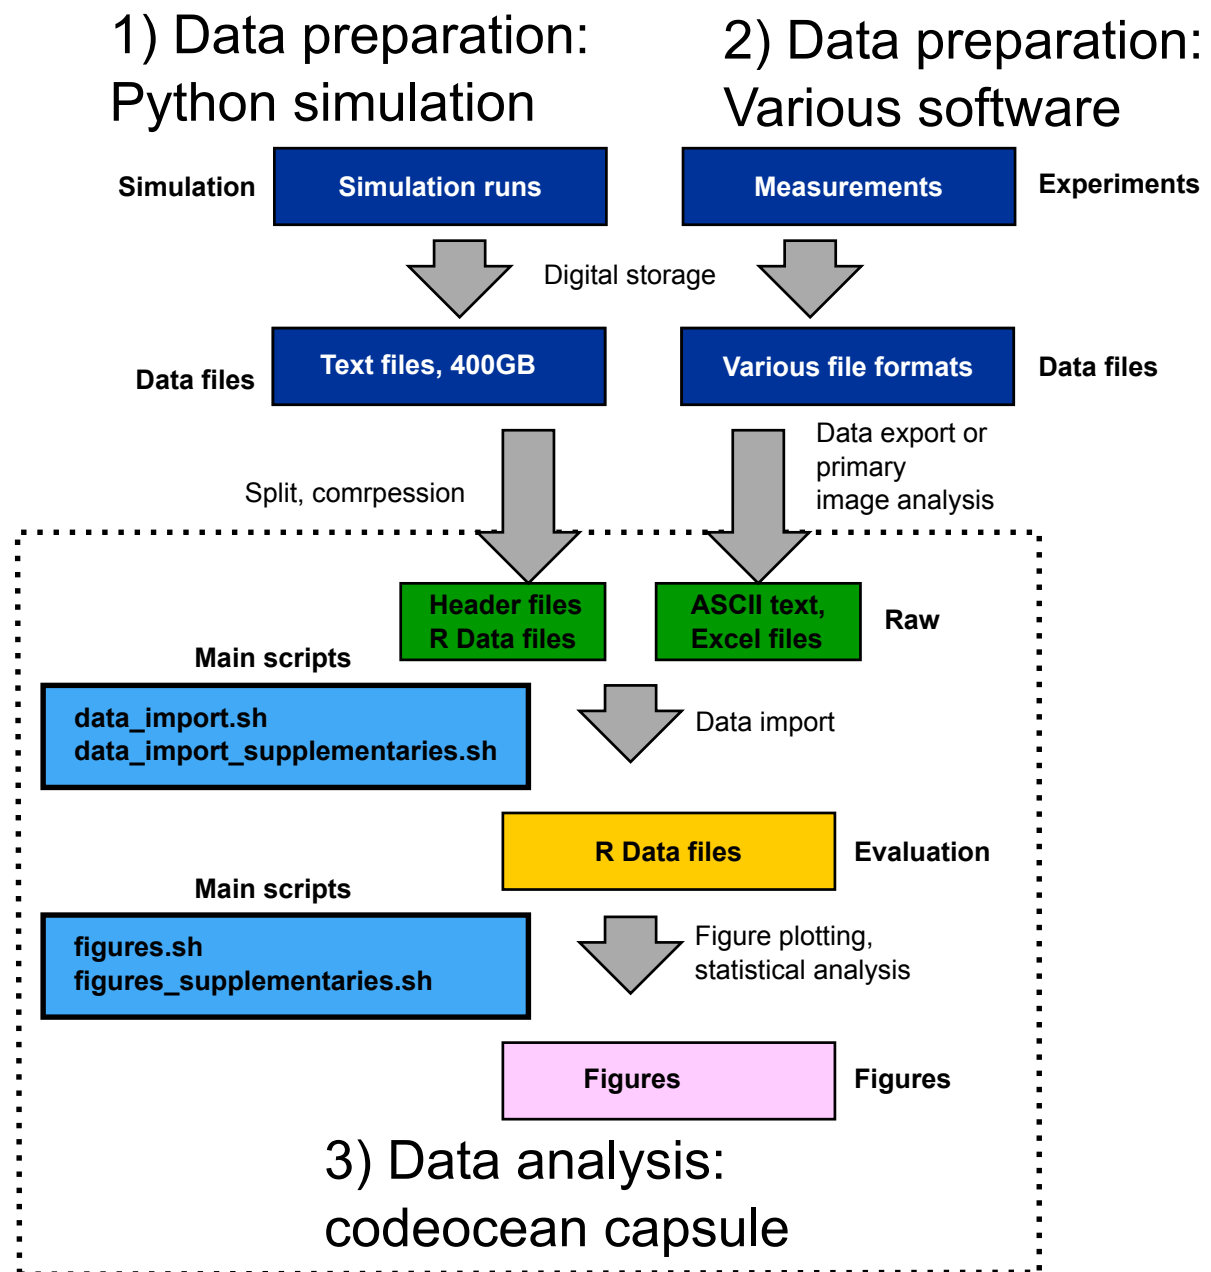 1) Data preparation:
Python simulation
2) Data preparation:
Various software
Simulation
Simulation runs
Measurements
Experiments
Digital storage
Data files
Text files, 400GB
Various file formats
Data files
Split, comrpession
Data export or
primary
image analysis
Header files
R Data files
ASCII text,
Excel files
Raw
Main scripts
data_import.sh
data_import_supplementaries.sh
Data import
R Data files
Evaluation
Main scripts
figures.sh
figures_supplementaries.sh
Figure plotting,
statistical analysis
Figures
Figures
3) Data analysis:
codeocean capsule